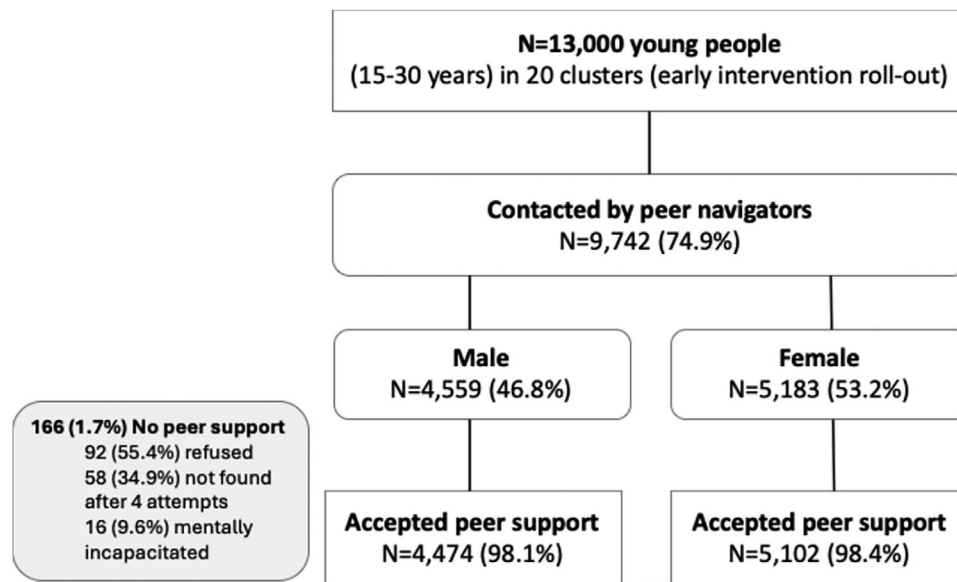 N=13,000 young people
(15-30 years) in 20 clusters (early intervention roll-out)
Contacted by peer navigators
N=9,742 (74.9%)
Male
N=4,559 (46.8%)
Female
N=5,183 (53.2%)
166 (1.7%) No peer support
92 (55.4%) refused
58 (34.9%) not found
after 4 attempts
16 (9.6%) mentally
incapacitated
Accepted peer support
N=4,474 (98.1%)
Accepted peer support
N=5,102 (98.4%)